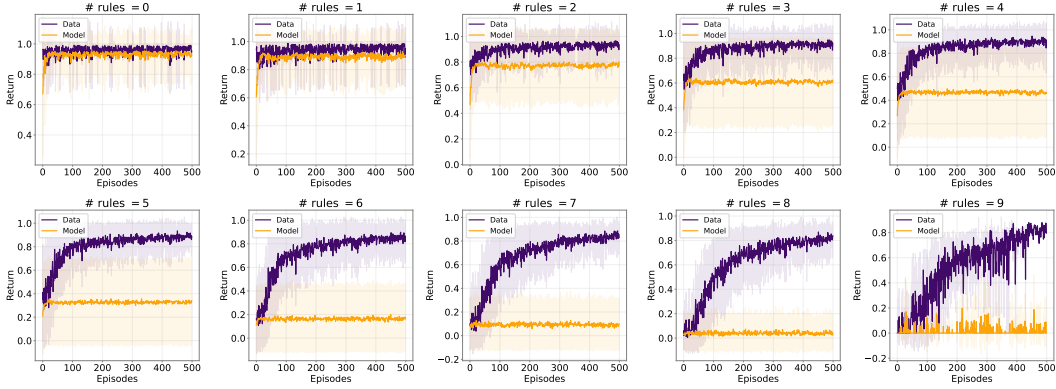 # rules = 0
Return
1.0
0.8
0.6
0.4
Data
Model
0 100 200 300 400 500
Episodes
# rules = 1
Return
1.0
0.8
0.6
0.4
0.2
Data
Model
0 100 200 300 400 500
Episodes
# rules = 2
Return
1.0
0.8
0.6
0.4
0.2
0.0
Data
Model
0 100 200 300 400 500
Episodes
# rules = 3
Return
1.0
0.8
0.6
0.4
0.2
0.0
Data
Model
0 100 200 300 400 500
Episodes
# rules = 4
Return
1.0
0.8
0.6
0.4
0.2
0.0
Data
Model
0 100 200 300 400 500
Episodes
# rules = 5
Return
1.0
0.8
0.6
0.4
0.2
0.0
Data
Model
0 100 200 300 400 500
Episodes
# rules = 6
Return
1.0
0.8
0.6
0.4
0.2
0.0
Data
Model
0 100 200 300 400 500
Episodes
# rules = 7
Return
1.0
0.8
0.6
0.4
0.2
0.0
−0.2
Data
Model
0 100 200 300 400 500
Episodes
# rules = 8
Return
1.0
0.8
0.6
0.4
0.2
0.0
Data
Model
0 100 200 300 400 500
Episodes
# rules = 9
Return
0.8
0.6
0.4
0.2
0.0
−0.2
Data
Model
0 100 200 300 400 500
Episodes